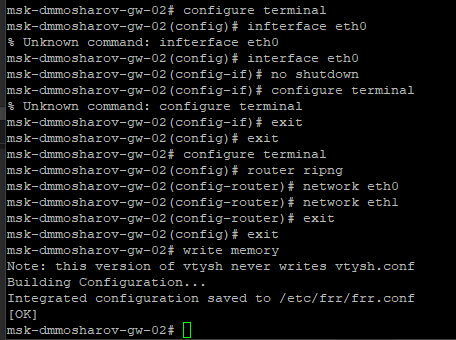 msk-dmmosharov-gw-02# configure terminal
msk-dmmosharov-gw-02(config)# infterface eth0
% Unknown command: infterface eth0
msk-dmmosharov-gw-02(config)# interface eth0
msk-dmmosharov-gw-02(config-if)# no shutdown
msk-dmmosharov-gw-02(config-if)# configure terminal
% Unknown command: configure terminal
msk-dmmosharov-gw-02(config-if)# exit
msk-dmmosharov-gw-02(config)# exit
msk-dmmosharov-gw-02# configure terminal
msk-dmmosharov-gw-02(config)# router ripng
msk-dmmosharov-gw-02(config-router)# network eth0
msk-dmmosharov-gw-02(config-router)# network eth1
msk-dmmosharov-gw-02(config-router)# exit
msk-dmmosharov-gw-02(config)# exit
msk-dmmosharov-gw-02# write memory
Note: this version of vtysh never writes vtysh.conf
Building Configuration...
Integrated configuration saved to /etc/frr/frr.conf
[OK]
msk-dmmosharov-gw-02#